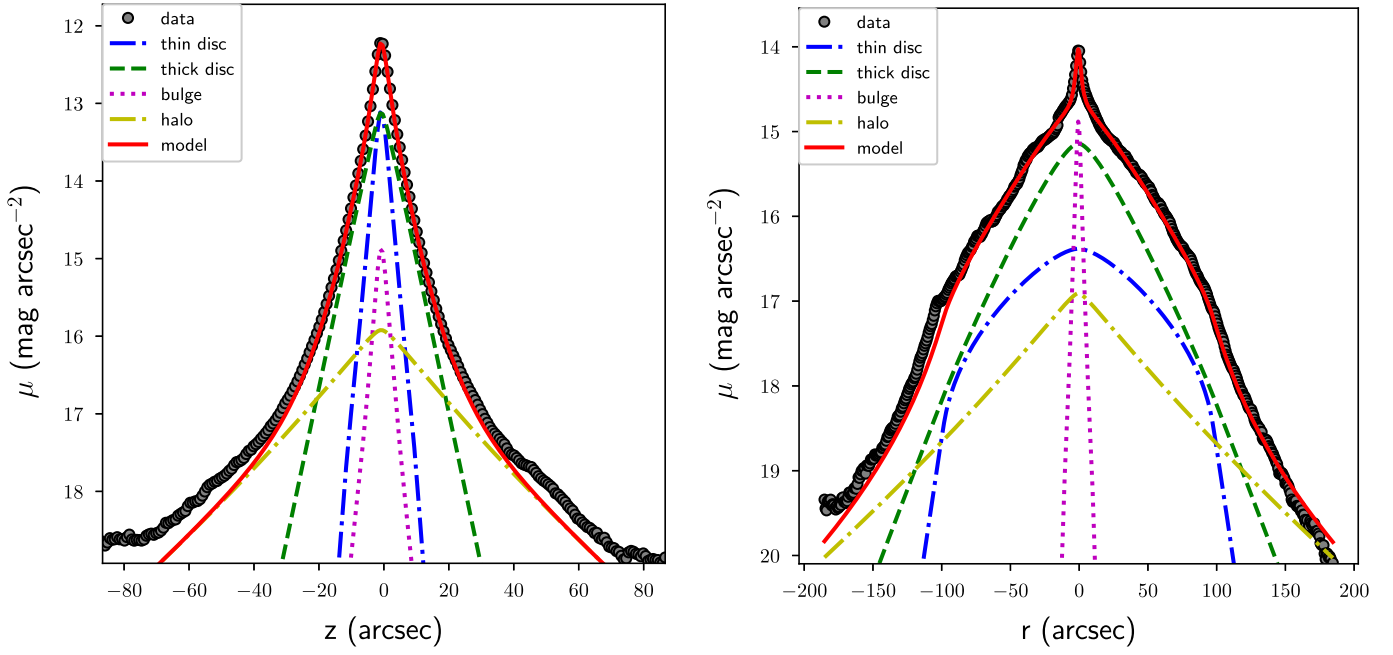 data
thin disc
thick disc
bulge
halo
model
12
13
14
15
16
17
18
μ (mag arcsec⁻²)
−80 −60 −40 −20 0 20 40 60 80
z (arcsec)
data
thin disc
thick disc
bulge
halo
model
14
15
16
17
18
19
20
μ (mag arcsec⁻²)
−200 −150 −100 −50 0 50 100 150 200
r (arcsec)